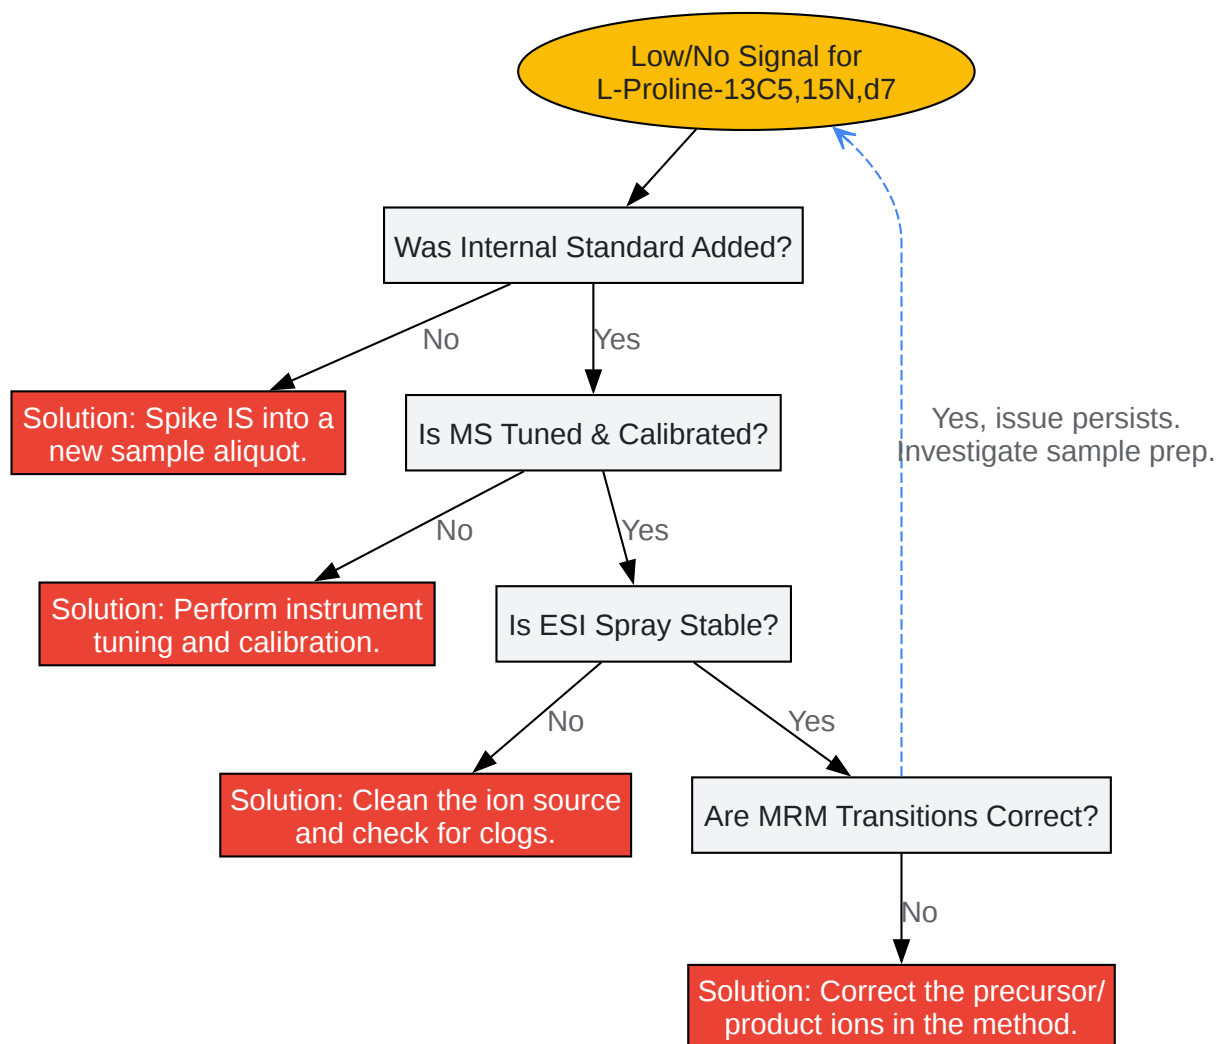 Low/No Signal for
L-Proline-13C5,15N,d7
Was Internal Standard Added?
No
Yes
Solution: Spike IS into a
new sample aliquot.
Is MS Tuned & Calibrated?
Yes, issue persists.
Investigate sample prep.
No
Yes
Solution: Perform instrument
tuning and calibration.
Is ESI Spray Stable?
No
Yes
Solution: Clean the ion source
and check for clogs.
Are MRM Transitions Correct?
No
Solution: Correct the precursor/
product ions in the method.